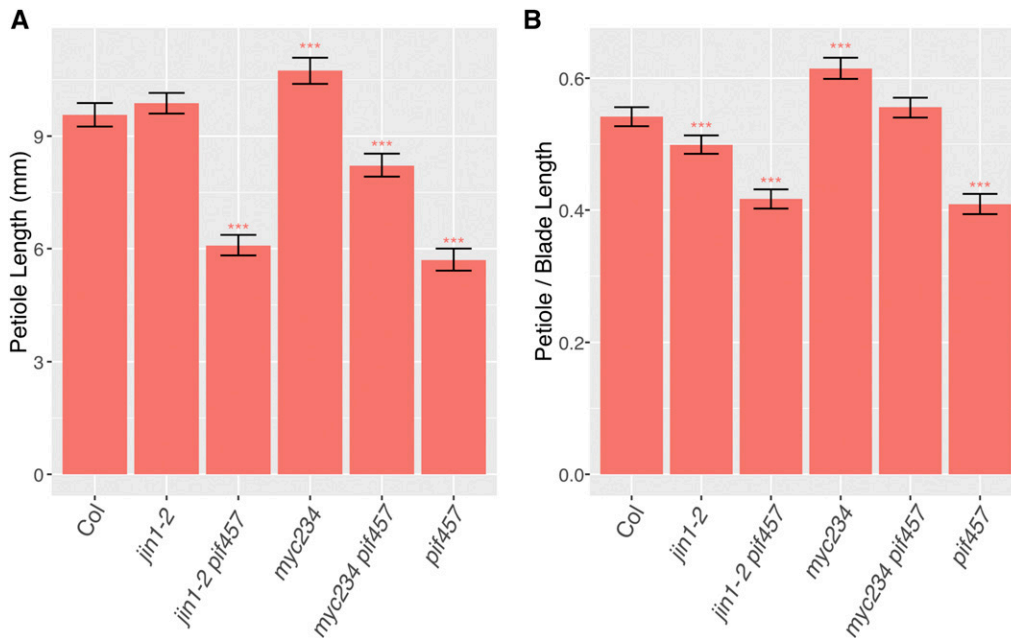 A
Petiole Length (mm)
9
6
3
0
***
***
***
***
Col
jin1-2
jin1-2 pif457
myc234
myc234 pif457
pif457
B
Petiole / Blade Length
0.6
0.4
0.2
0.0
***
***
***
***
Col
jin1-2
jin1-2 pif457
myc234
myc234 pif457
pif457